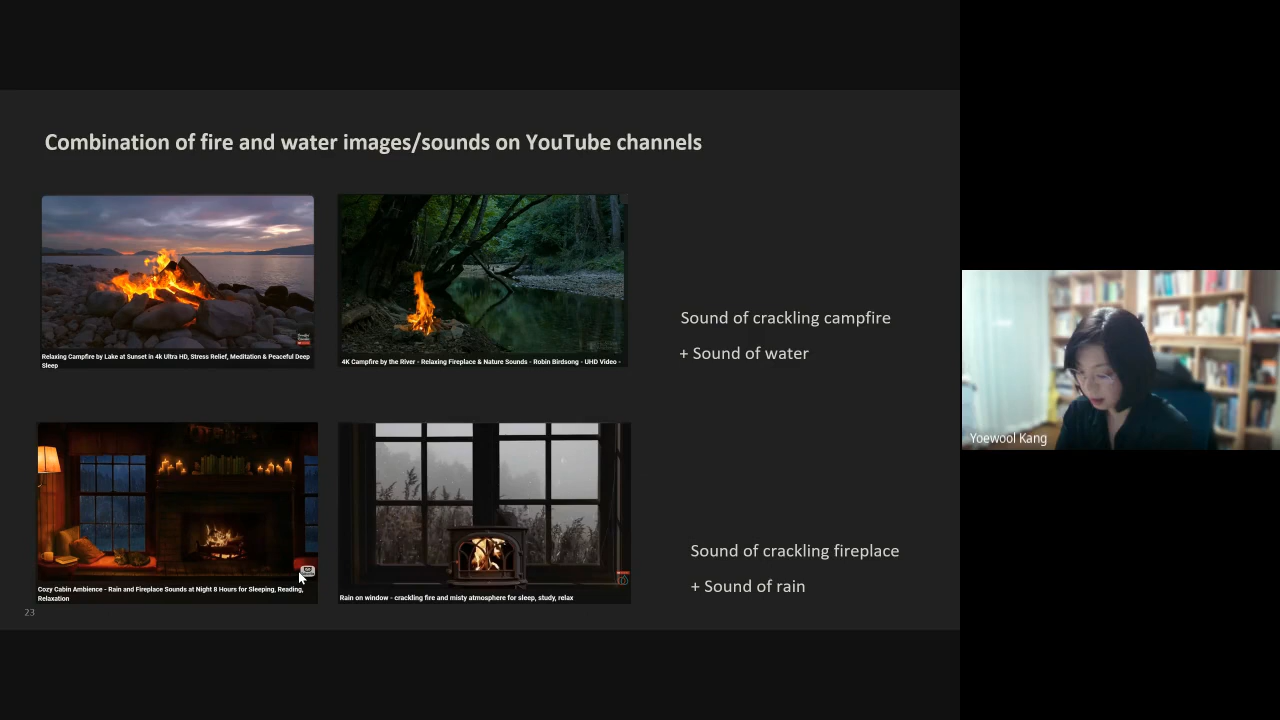 Combination of fire and water images/sounds on YouTube channels
Relaxing Campfire by Lake at Sunset in 4k Ultra HD, Stress Relief, Meditation & Peaceful Deep
Sleep
4K Campfire by the River - Relaxing Fireplace & Nature Sounds - Robin Birdsong - UHD Video -
Sound of crackling campfire
+ Sound of water
Yoewool Kang
Cozy Cabin Ambience - Rain and Fireplace Sounds at Night 8 Hours for Sleeping, Reading,
Relaxation
Rain on window - crackling fire and misty atmosphere for sleep, study, relax
Sound of crackling fireplace
+ Sound of rain
23